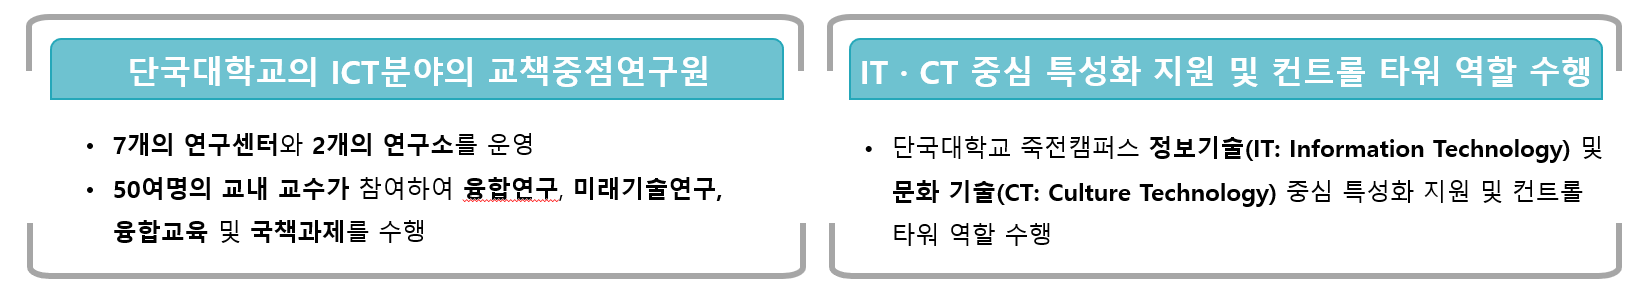 단국대학교의 ICT분야의 교책중점연구원
• 7개의 연구센터와 2개의 연구소를 운영
• 50여명의 교내 교수가 참여하여 융합연구, 미래기술연구,
융합교육 및 국책과제를 수행
IT · CT 중심 특성화 지원 및 컨트롤 타워 역할 수행
• 단국대학교 죽전캠퍼스 정보기술(IT: Information Technology) 및
문화 기술(CT: Culture Technology) 중심 특성화 지원 및 컨트롤
타워 역할 수행